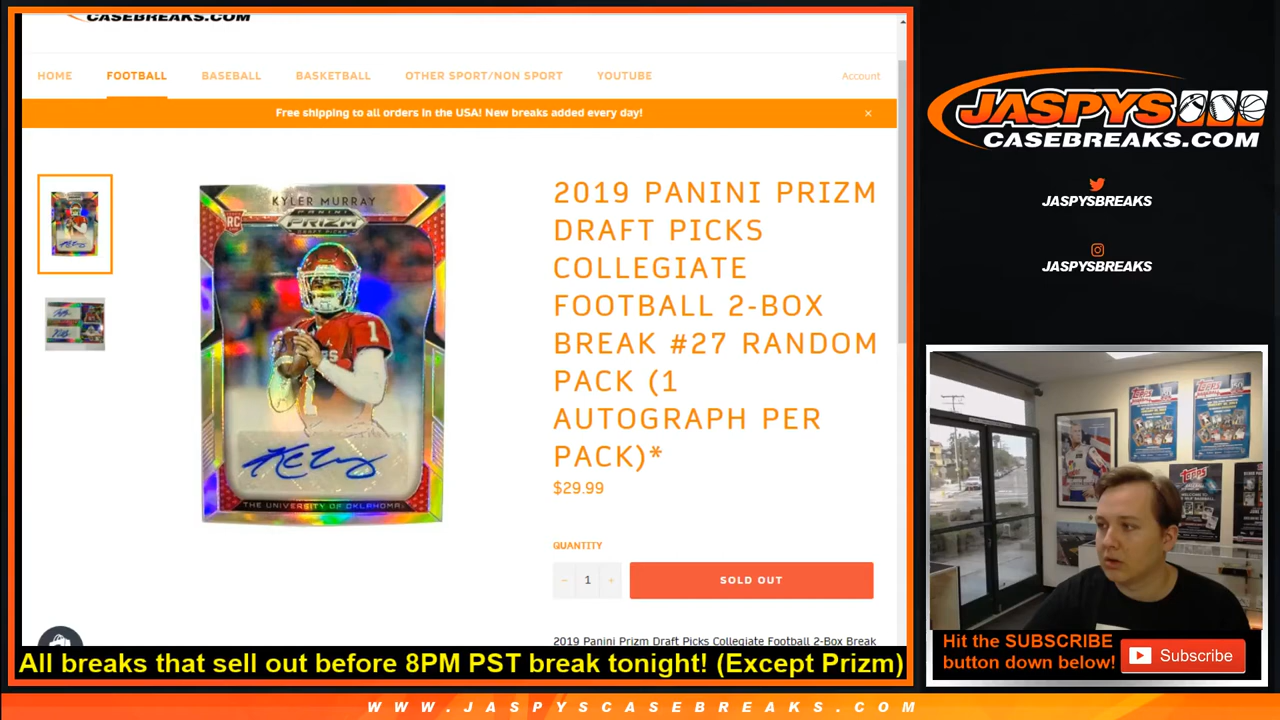 CASEBREAKS.COM
HOME FOOTBALL BASEBALL BASKETBALL OTHER SPORT/NON SPORT YOUTUBE Account
Free shipping to all orders in the USA! New breaks added every day! ×
KYLER MURRAY
RC
PANINI
PRIZM
DRAFT PICKS
1
THE UNIVERSITY OF OKLAHOMA
2019 PANINI PRIZM
DRAFT PICKS
COLLEGIATE
FOOTBALL 2-BOX
BREAK #27 RANDOM
PACK (1
AUTOGRAPH PER
PACK)*
$29.99
QUANTITY
− 1 +
SOLD OUT
2019 Panini Prizm Draft Picks Collegiate Football 2-Box Break
All breaks that sell out before 8PM PST break tonight! (Except Prizm)
JASPYS
CASEBREAKS.COM
JASPYSBREAKS
JASPYSBREAKS
Topps
Hit the SUBSCRIBE
button down below!
Subscribe
WWW.JASPYSCASEBREAKS.COM